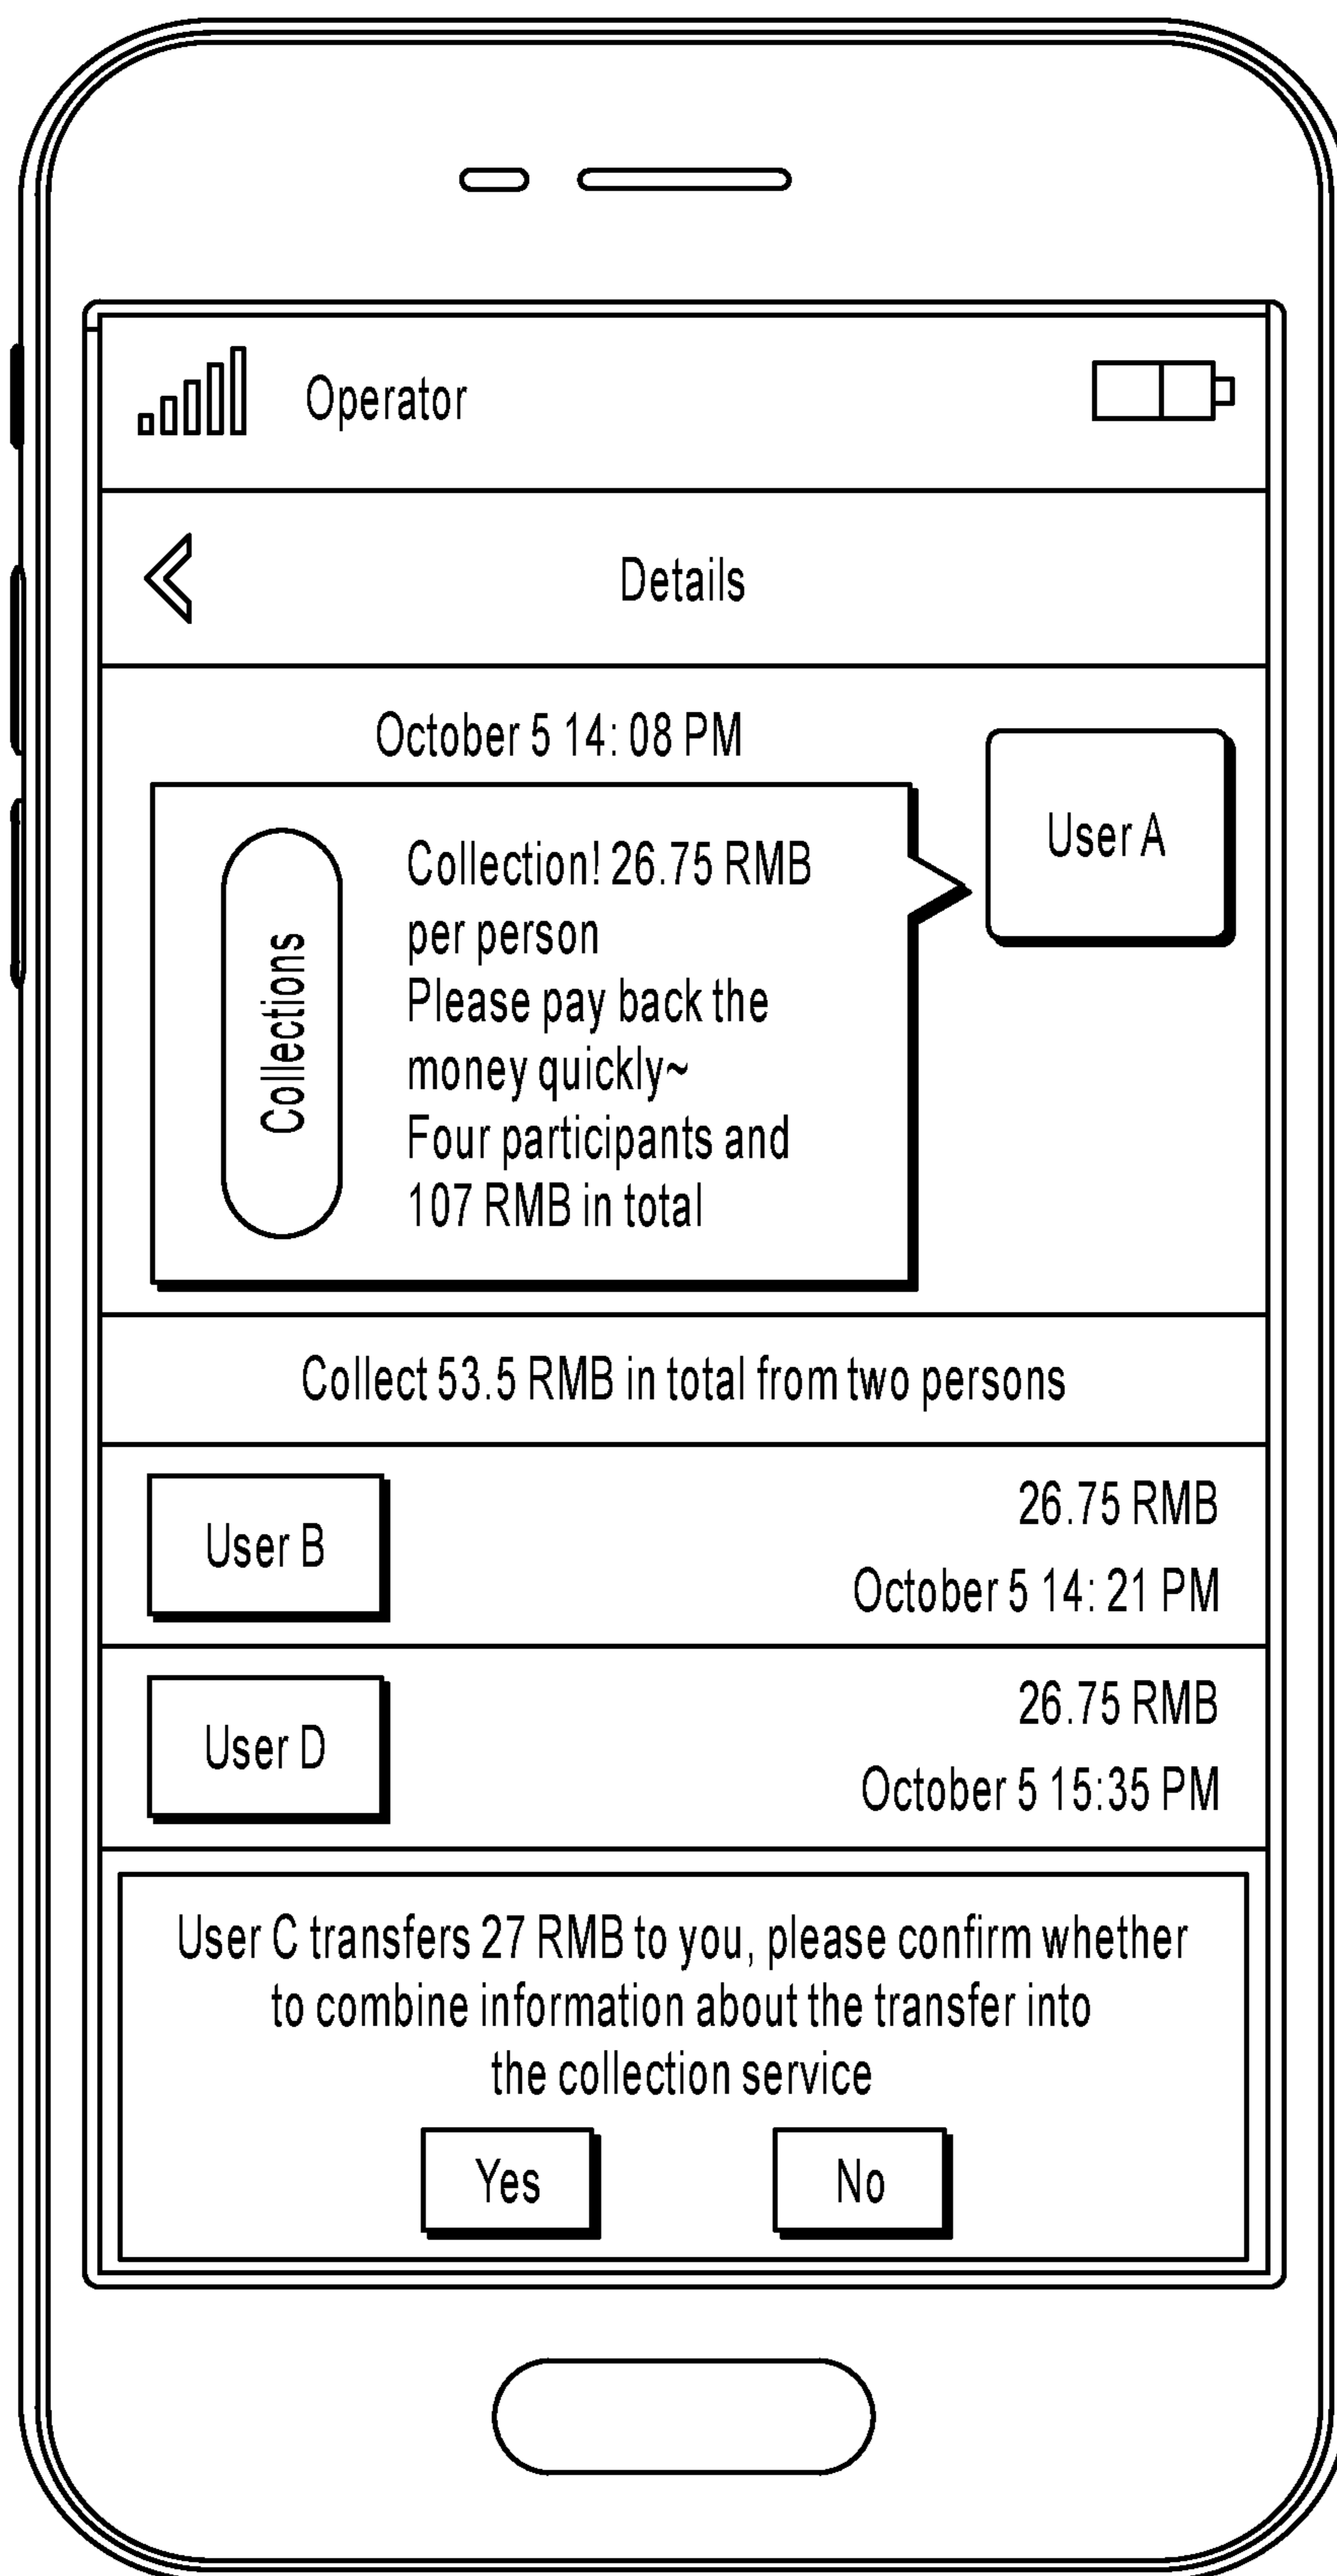 Operator
Details
October 5 14: 08 PM
User A
Collections
Collection! 26.75 RMB
per person
Please pay back the
money quickly~
Four participants and
107 RMB in total
Collect 53.5 RMB in total from two persons
User B
26.75 RMB
October 5 14: 21 PM
User D
26.75 RMB
October 5 15:35 PM
User C transfers 27 RMB to you, please confirm whether
to combine information about the transfer into
the collection service
Yes
No